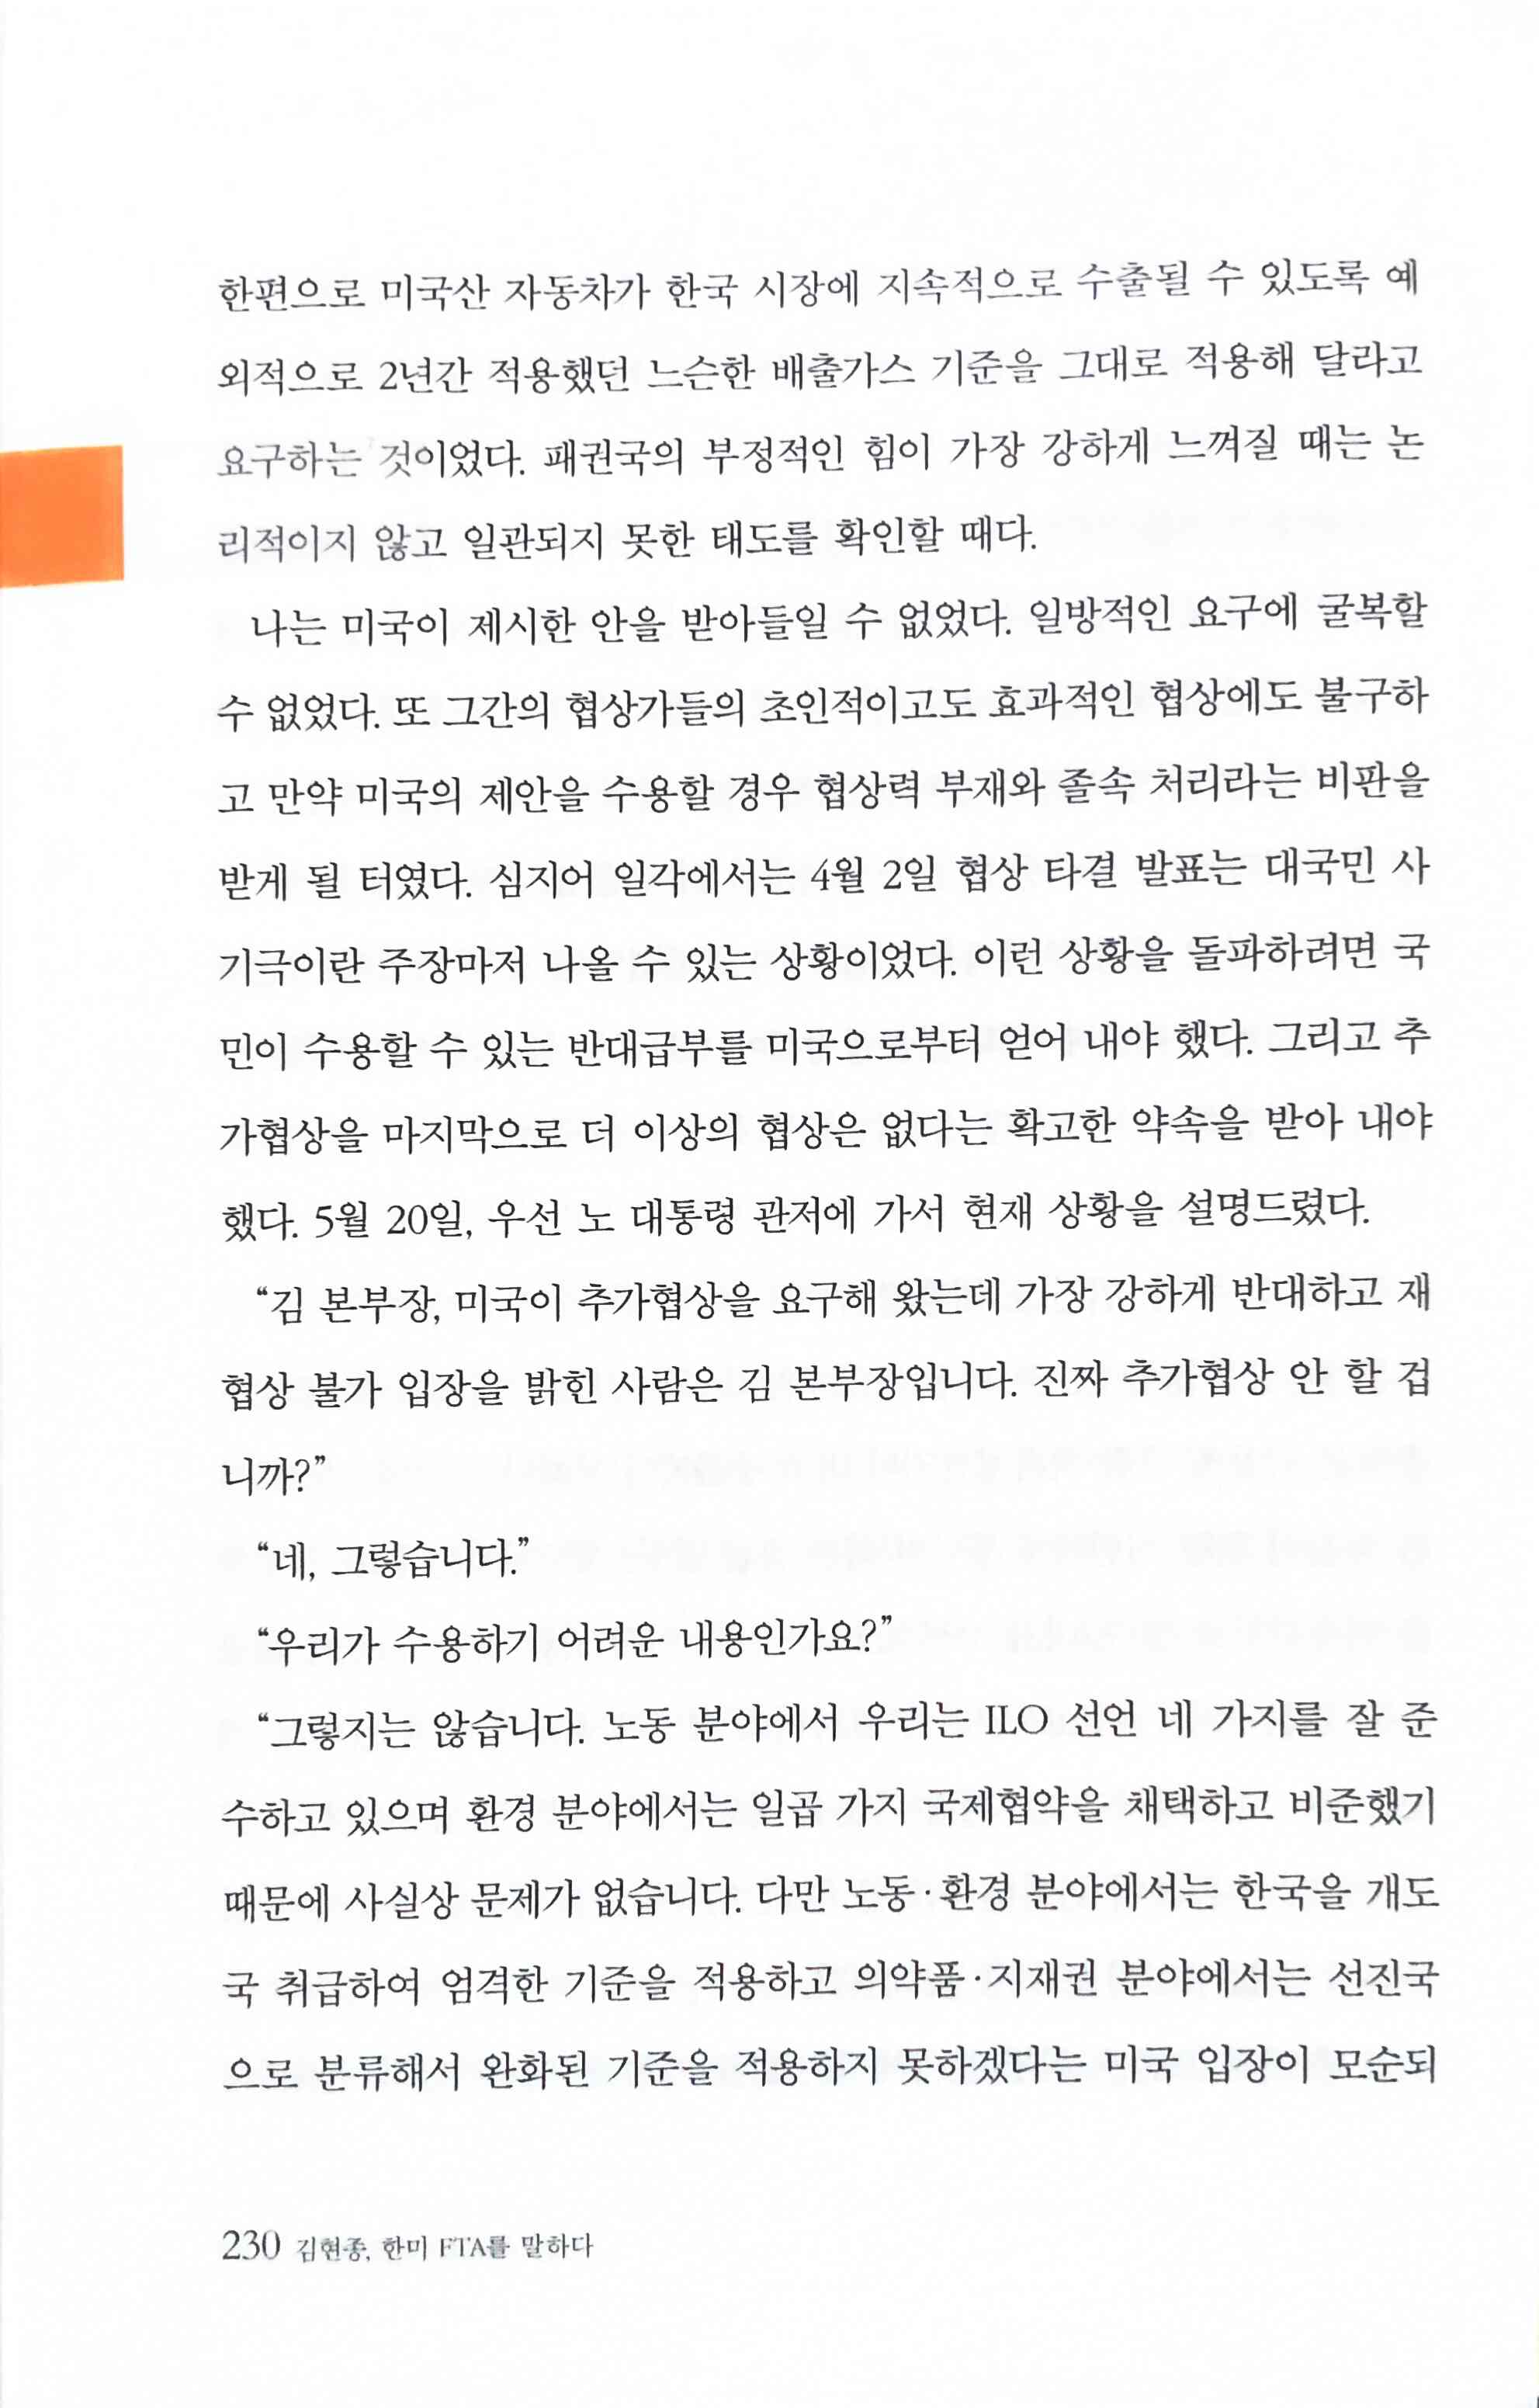 한편으로 미국산 자동차가 한국 시장에 지속적으로 수출될 수 있도록 예
외적으로 2년간 적용했던 느슨한 배출가스 기준을 그대로 적용해 달라고
요구하는 것이었다. 패권국의 부정적인 힘이 가장 강하게 느껴질 때는 논
리적이지 않고 일관되지 못한 태도를 확인할 때다.
나는 미국이 제시한 안을 받아들일 수 없었다. 일방적인 요구에 굴복할
수 없었다. 또 그간의 협상가들의 초인적이고도 효과적인 협상에도 불구하
고 만약 미국의 제안을 수용할 경우 협상력 부재와 졸속 처리라는 비판을
받게 될 터였다. 심지어 일각에서는 4월 2일 협상 타결 발표는 대국민 사
기극이란 주장마저 나올 수 있는 상황이었다. 이런 상황을 돌파하려면 국
민이 수용할 수 있는 반대급부를 미국으로부터 얻어 내야 했다. 그리고 추
가협상을 마지막으로 더 이상의 협상은 없다는 확고한 약속을 받아 내야
했다. 5월 20일, 우선 노 대통령 관저에 가서 현재 상황을 설명드렸다.
“김 본부장, 미국이 추가협상을 요구해 왔는데 가장 강하게 반대하고 재
협상 불가 입장을 밝힌 사람은 김 본부장입니다. 진짜 추가협상 안 할 겁
니까?”
“네, 그렇습니다.”
“우리가 수용하기 어려운 내용인가요?”
“그렇지는 않습니다. 노동 분야에서 우리는 ILO 선언 네 가지를 잘 준
수하고 있으며 환경 분야에서는 일곱 가지 국제협약을 채택하고 비준했기
때문에 사실상 문제가 없습니다. 다만 노동·환경 분야에서는 한국을 개도
국 취급하여 엄격한 기준을 적용하고 의약품·지재권 분야에서는 선진국
으로 분류해서 완화된 기준을 적용하지 못하겠다는 미국 입장이 모순되
230 김현종, 한미 FTA를 말하다